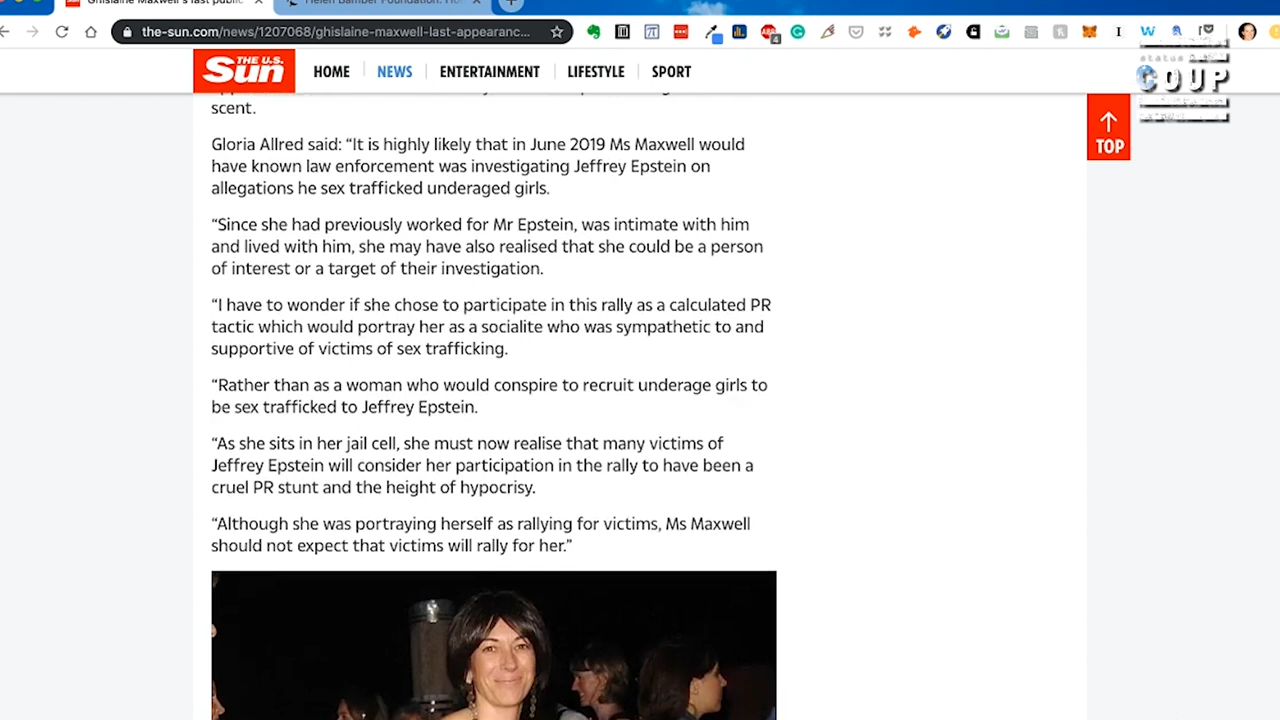 Ghislaine Maxwell's last public
Helen Bamber Foundation: Ho
the-sun.com/news/1207068/ghislaine-maxwell-last-appearanc...
4
THE U.S.
Sun
HOME
NEWS
ENTERTAINMENT
LIFESTYLE
SPORT
status
COUP
scent.
Gloria Allred said: “It is highly likely that in June 2019 Ms Maxwell would
have known law enforcement was investigating Jeffrey Epstein on
allegations he sex trafficked underaged girls.
“Since she had previously worked for Mr Epstein, was intimate with him
and lived with him, she may have also realised that she could be a person
of interest or a target of their investigation.
“I have to wonder if she chose to participate in this rally as a calculated PR
tactic which would portray her as a socialite who was sympathetic to and
supportive of victims of sex trafficking.
“Rather than as a woman who would conspire to recruit underage girls to
be sex trafficked to Jeffrey Epstein.
“As she sits in her jail cell, she must now realise that many victims of
Jeffrey Epstein will consider her participation in the rally to have been a
cruel PR stunt and the height of hypocrisy.
“Although she was portraying herself as rallying for victims, Ms Maxwell
should not expect that victims will rally for her.”
TOP